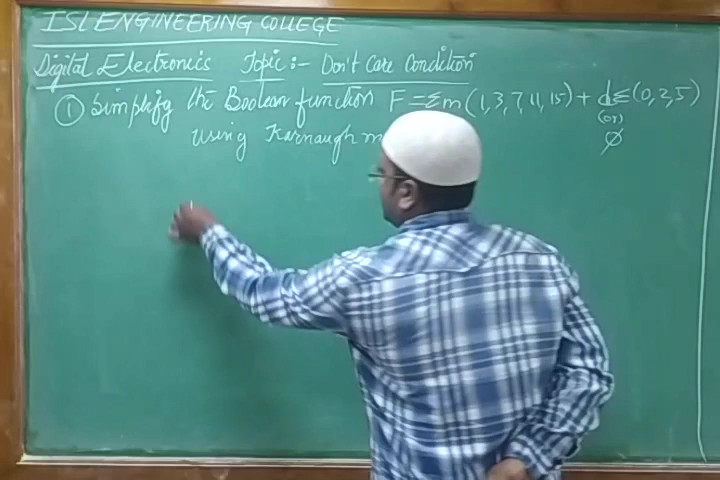 ISL ENGINEERING COLLEGE
Digital Electronics Topic:- Don't Care Condition
① Simplify the Boolean function F = Σm(1,3,7,11,15) + dΣ(0,2,5)
(or)
using Karnaugh
Ø